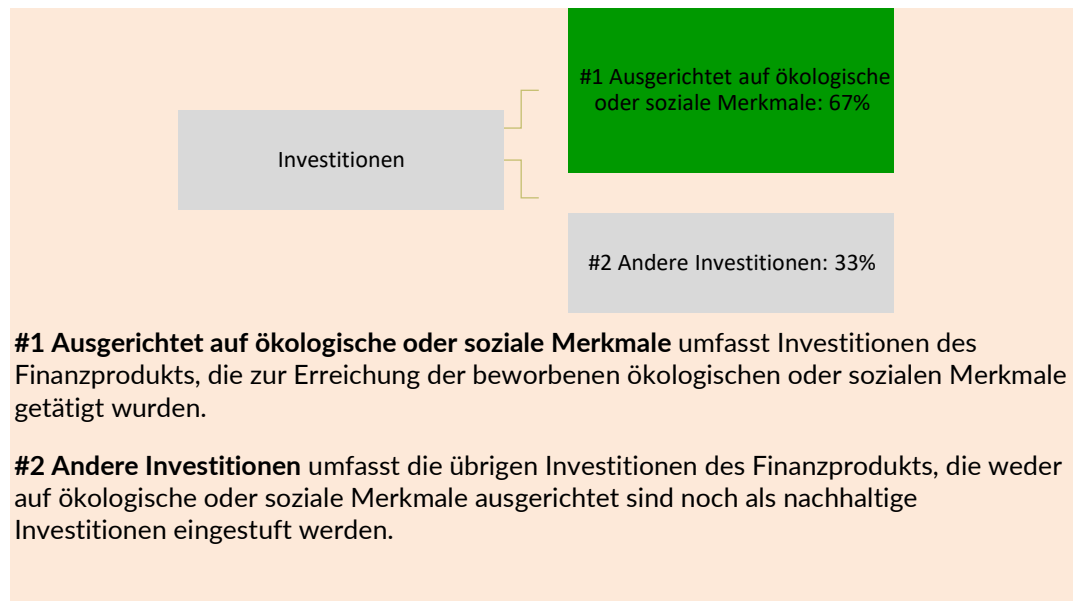 #1 Ausgerichtet auf ökologische
oder soziale Merkmale: 67%
Investitionen
#2 Andere Investitionen: 33%
#1 Ausgerichtet auf ökologische oder soziale Merkmale umfasst Investitionen des
Finanzprodukts, die zur Erreichung der beworbenen ökologischen oder sozialen Merkmale
getätigt wurden.
#2 Andere Investitionen umfasst die übrigen Investitionen des Finanzprodukts, die weder
auf ökologische oder soziale Merkmale ausgerichtet sind noch als nachhaltige
Investitionen eingestuft werden.